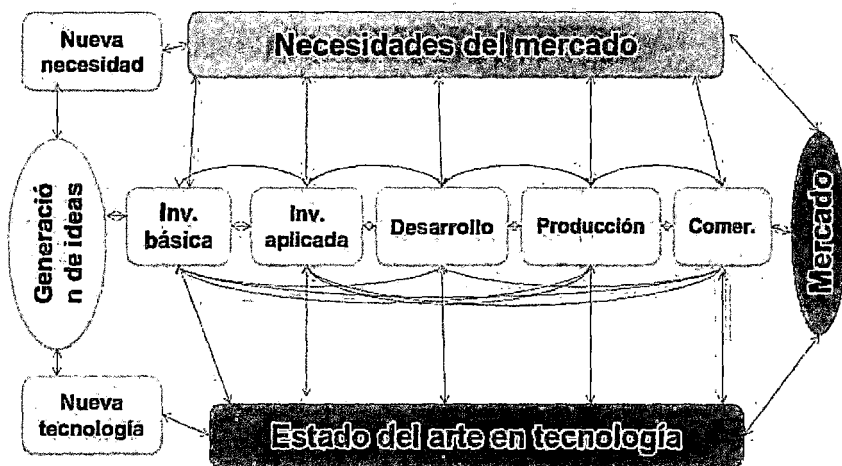 Nueva
necesidad
Necesidades del mercado
Generació
n de ideas
Inv.
básica
Inv.
aplicada
Desarrollo
Producción
Comer.
Mercado
Nueva
tecnología
Estado del arte en tecnología